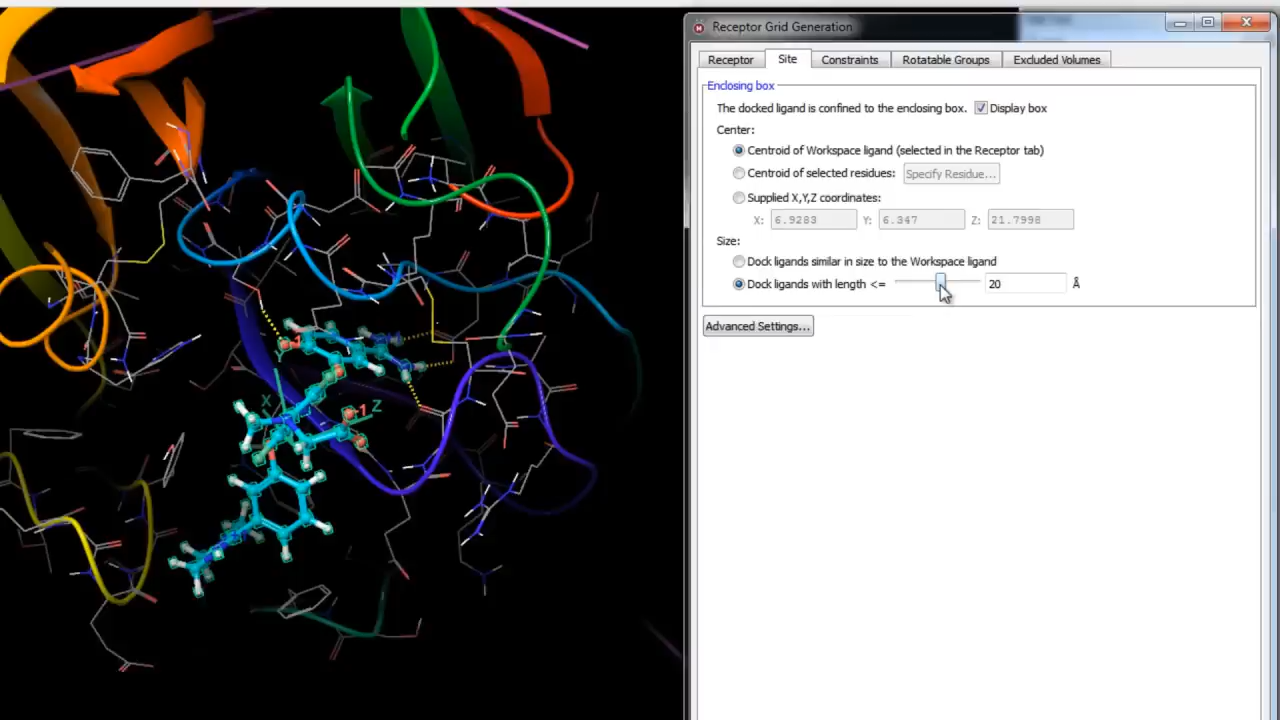 Receptor Grid Generation
Receptor Site Constraints Rotatable Groups Excluded Volumes
Enclosing box
The docked ligand is confined to the enclosing box. Display box
Center:
Centroid of Workspace ligand (selected in the Receptor tab)
Centroid of selected residues: Specify Residue...
Supplied X,Y,Z coordinates:
X: 6.9283 Y: 6.347 Z: 21.7998
Size:
Dock ligands similar in size to the Workspace ligand
Dock ligands with length <= 20 Å
Advanced Settings...
Y
X
Z
-1
-1